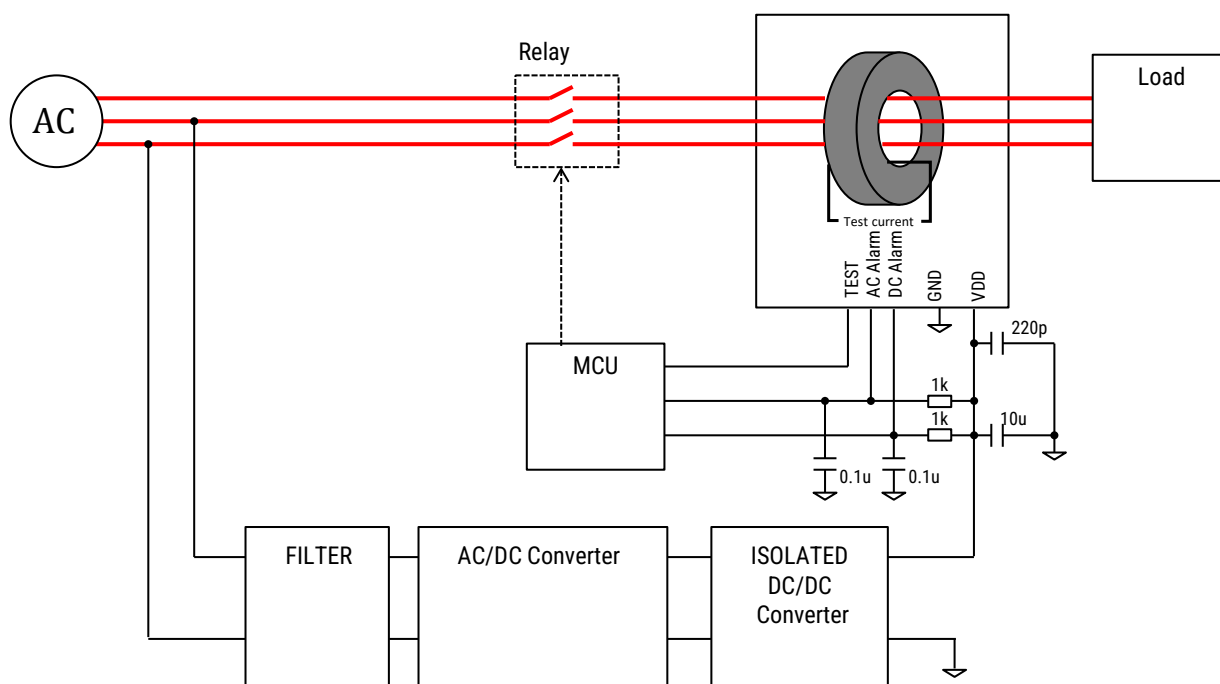 Relay
AC
Load
Test current
TEST
AC Alarm
DC Alarm
GND
VDD
220p
MCU
1k
1k
10u
0.1u
0.1u
FILTER
AC/DC Converter
ISOLATED
DC/DC
Converter